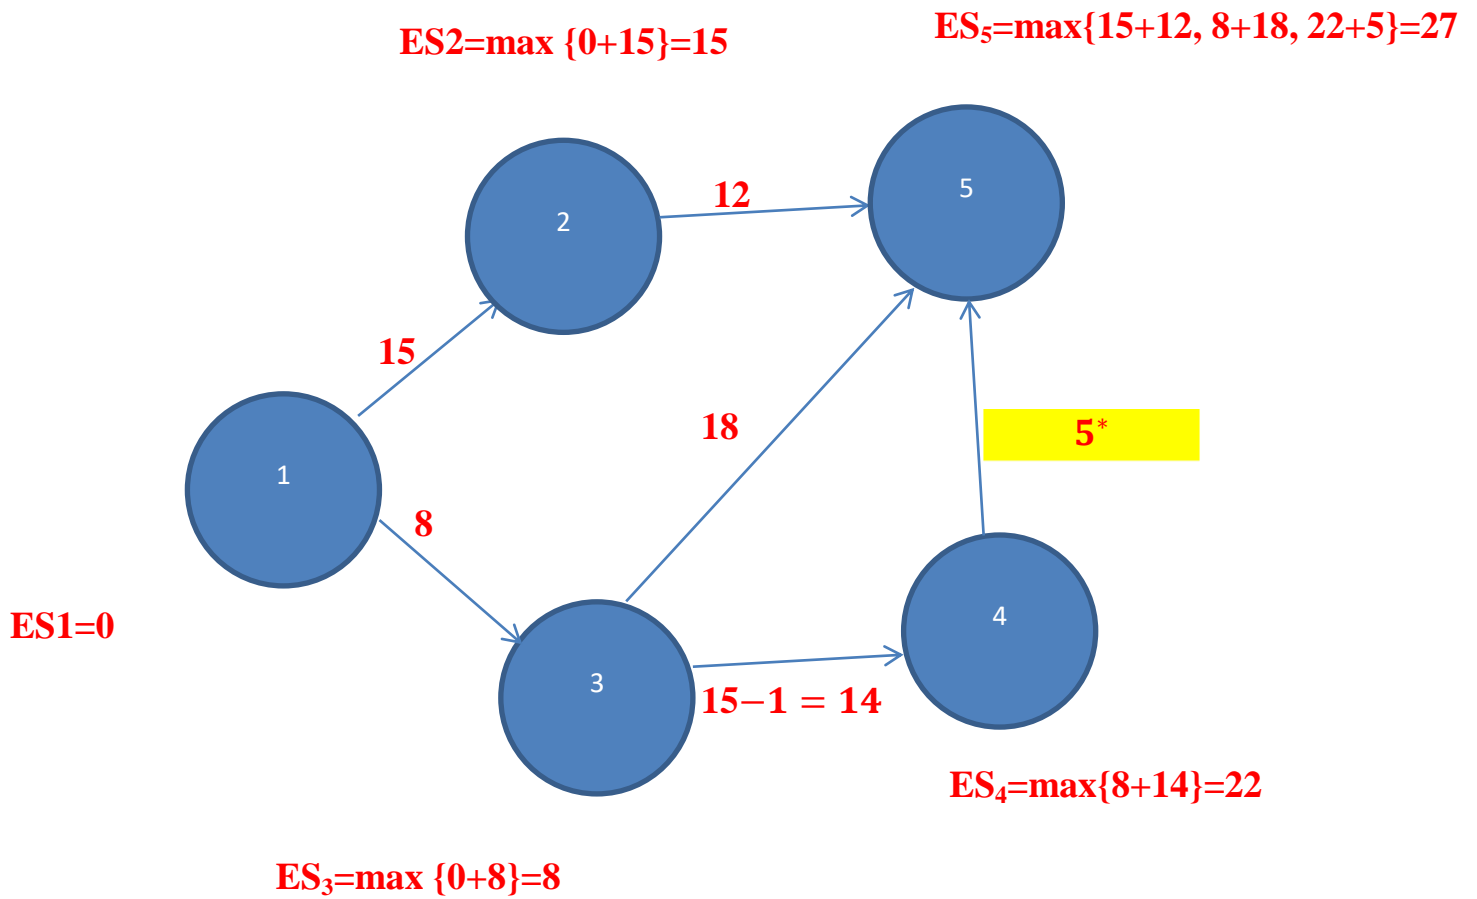 ES₅=max{15+12, 8+18, 22+5}=27
ES2=max {0+15}=15
5
12
2
15
18
5*
1
8
4
ES1=0
3
15−1 = 14
ES₄=max{8+14}=22
ES₃=max {0+8}=8